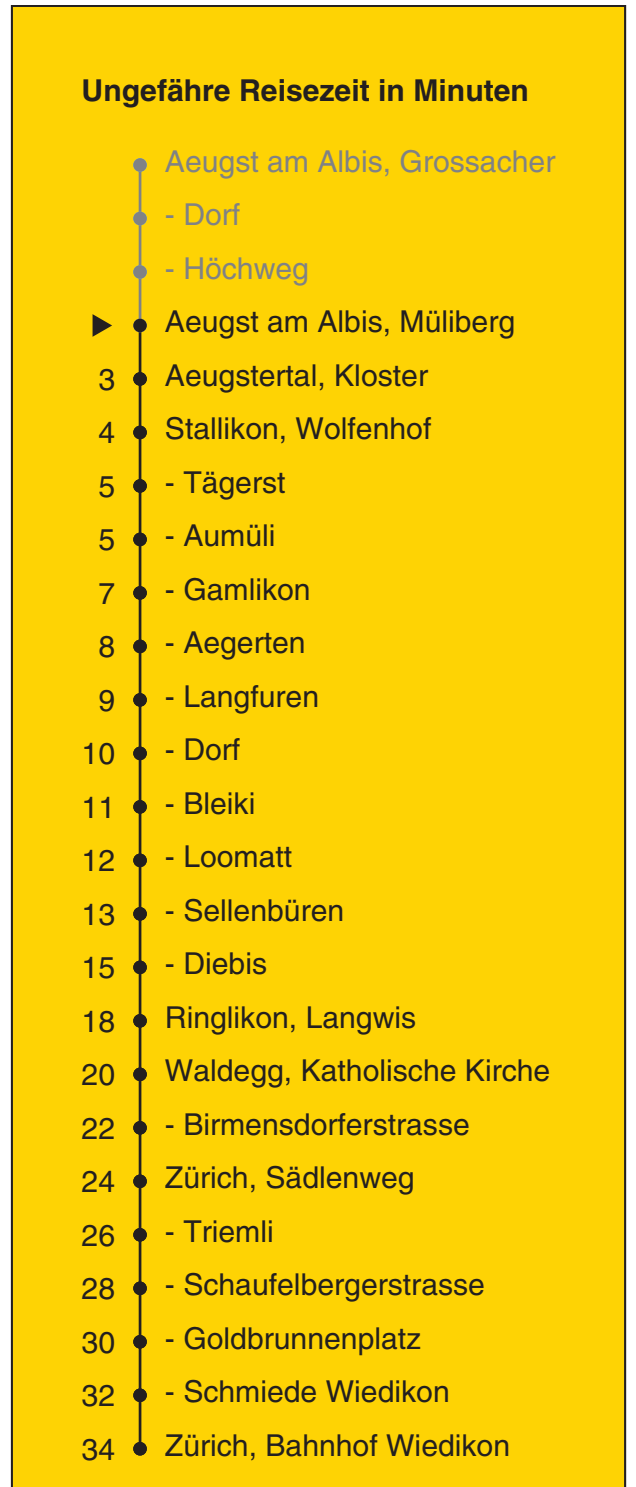 Ungefähre Reisezeit in Minuten
Aeugst am Albis, Grossacher
- Dorf
- Höchweg
Aeugst am Albis, Müliberg
3 Aeugstertal, Kloster
4 Stallikon, Wolfenhof
5 - Tägerst
5 - Aumüli
7 - Gamlikon
8 - Aegerten
9 - Langfuren
10 - Dorf
11 - Bleiki
12 - Loomatt
13 - Sellenbüren
15 - Diebis
18 Ringlikon, Langwis
20 Waldegg, Katholische Kirche
22 - Birmensdorferstrasse
24 Zürich, Sädlenweg
26 - Triemli
28 - Schaufelbergerstrasse
30 - Goldbrunnenplatz
32 - Schmiede Wiedikon
34 Zürich, Bahnhof Wiedikon